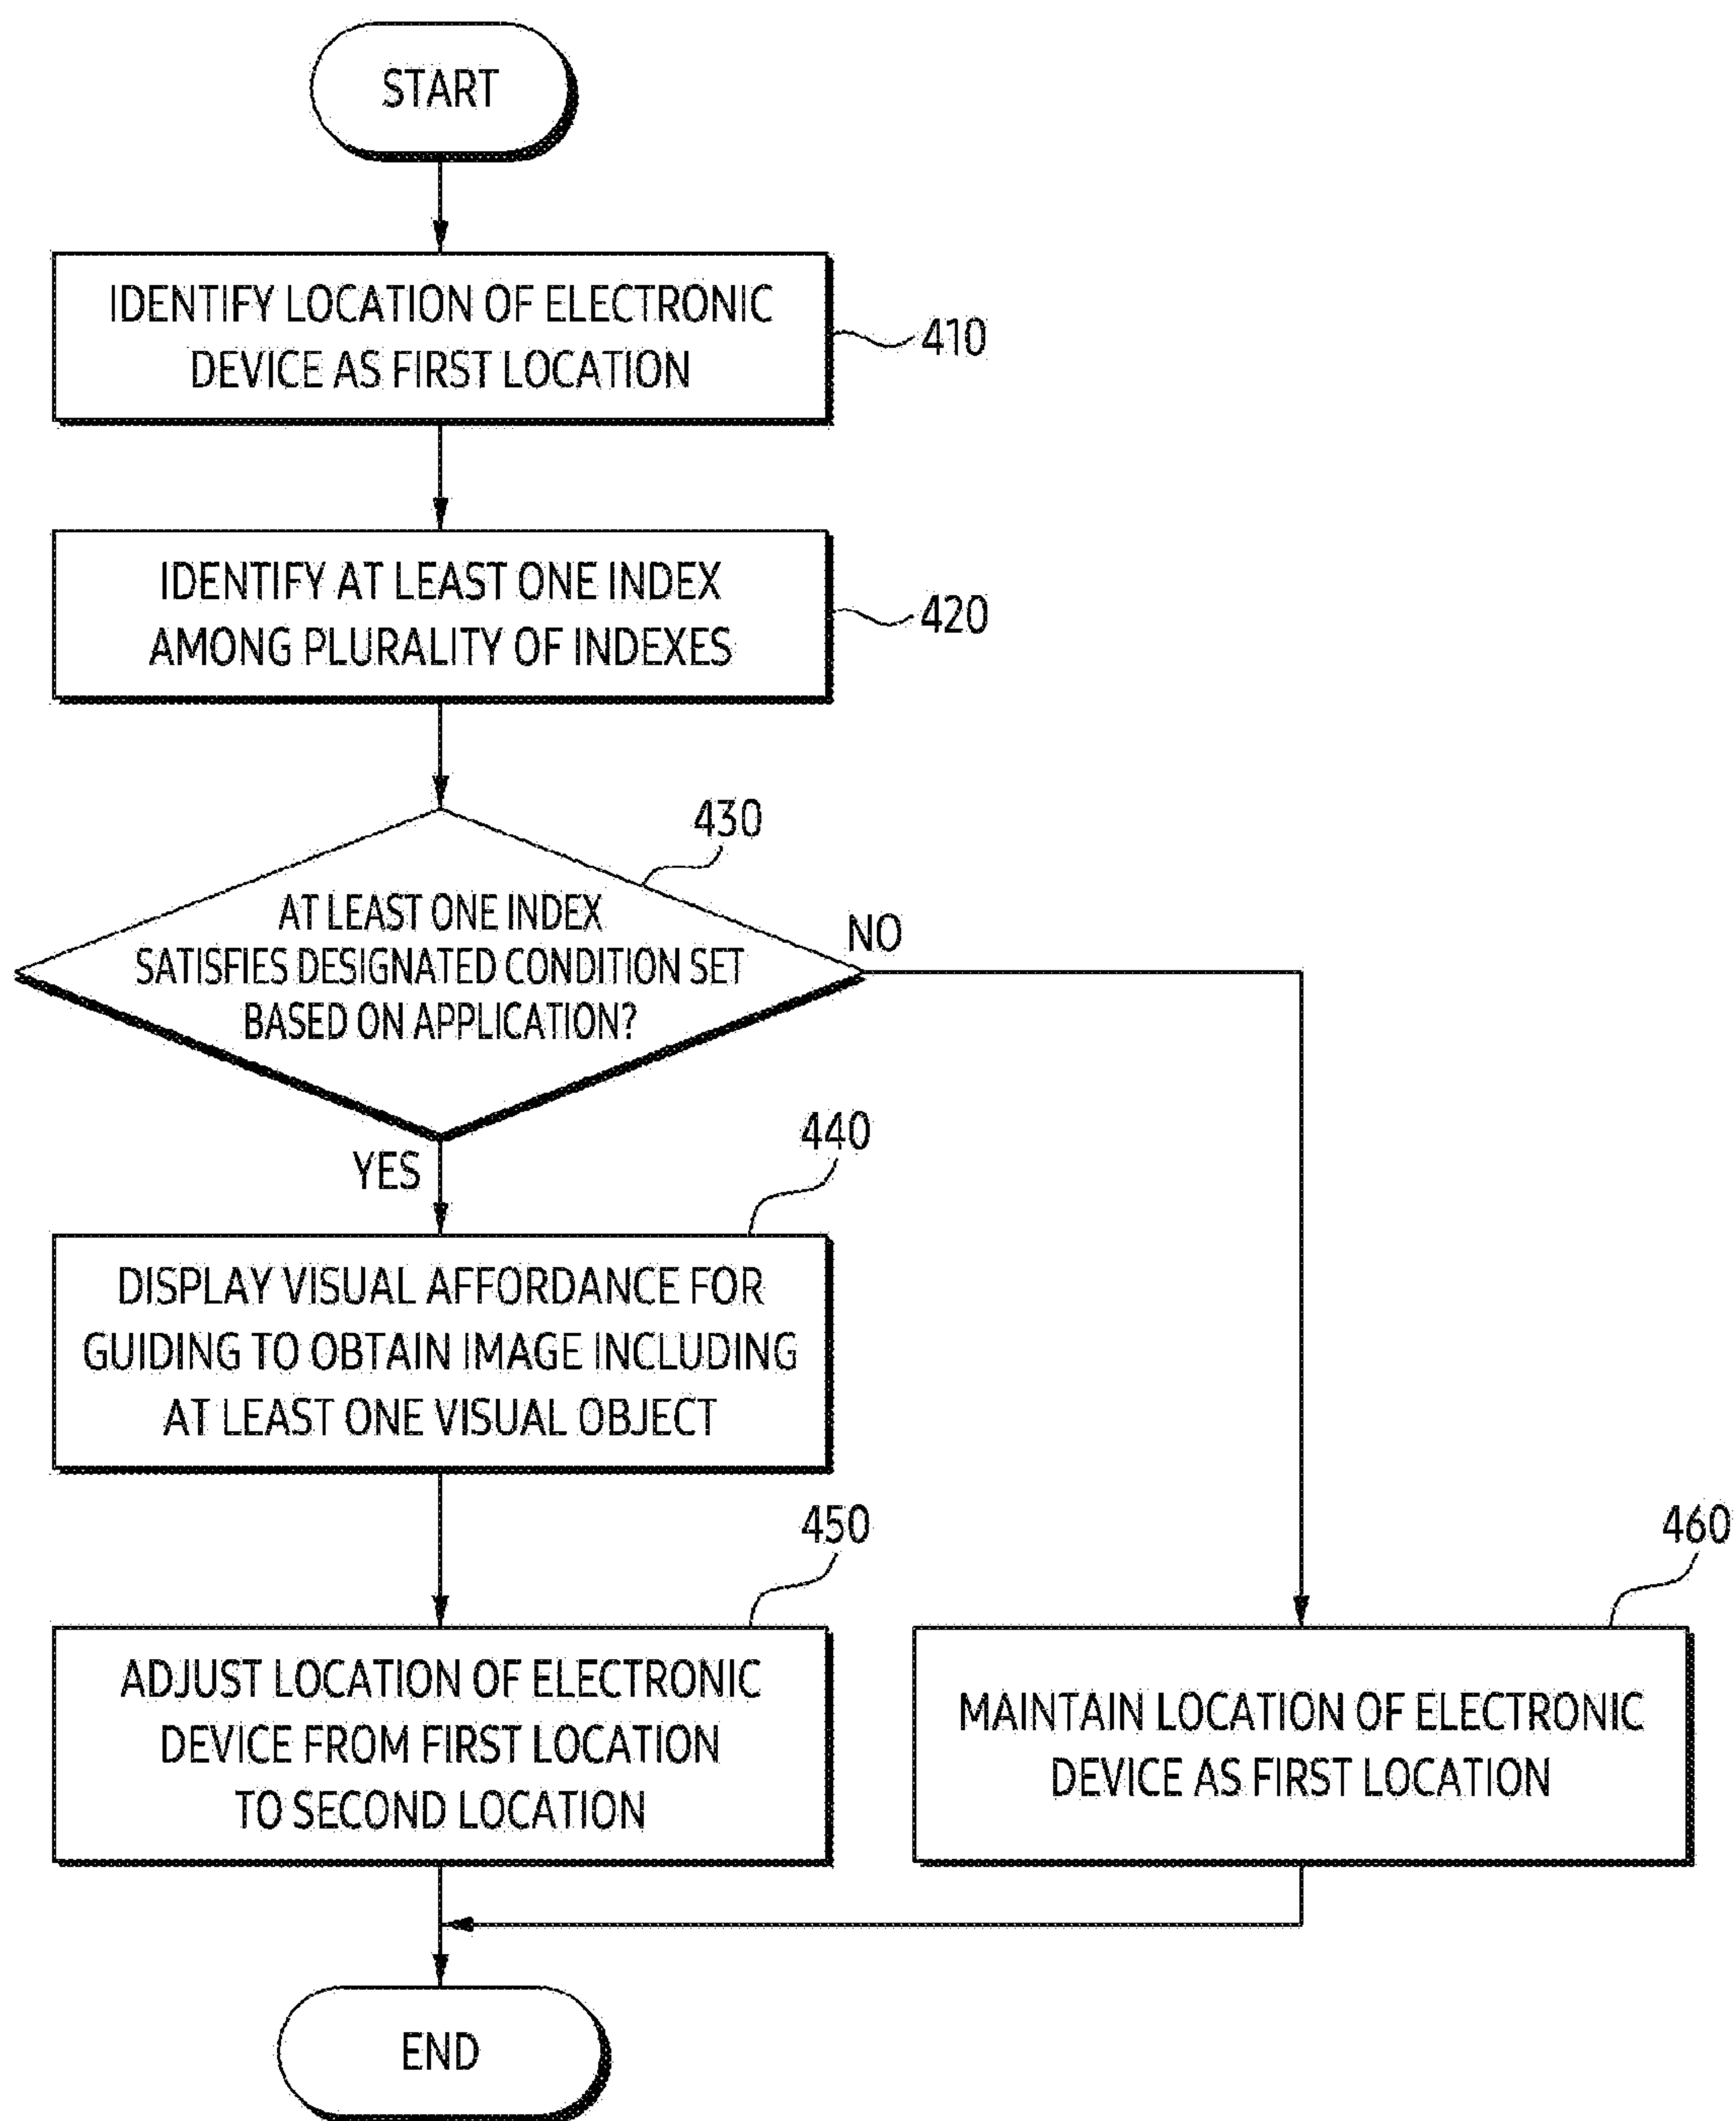 START
IDENTIFY LOCATION OF ELECTRONIC
DEVICE AS FIRST LOCATION
410
IDENTIFY AT LEAST ONE INDEX
AMONG PLURALITY OF INDEXES
420
430
AT LEAST ONE INDEX
SATISFIES DESIGNATED CONDITION SET
BASED ON APPLICATION?
NO
YES
440
DISPLAY VISUAL AFFORDANCE FOR
GUIDING TO OBTAIN IMAGE INCLUDING
AT LEAST ONE VISUAL OBJECT
450
ADJUST LOCATION OF ELECTRONIC
DEVICE FROM FIRST LOCATION
TO SECOND LOCATION
460
MAINTAIN LOCATION OF ELECTRONIC
DEVICE AS FIRST LOCATION
END